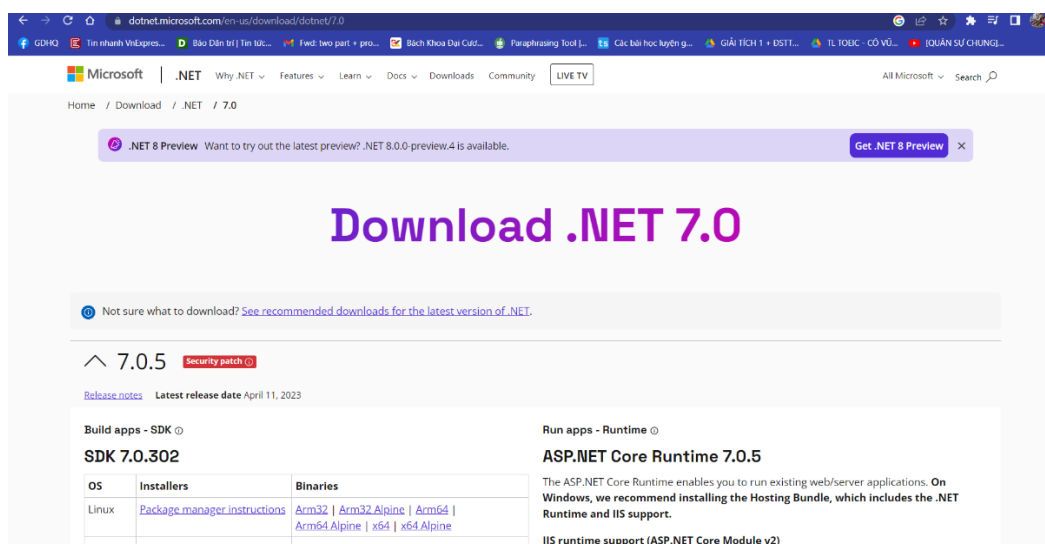 dotnet.microsoft.com/en-us/download/dotnet/7.0
GDHQ Tin nhanh VnExpres... Báo Dân trí | Tin tức... Fwd: two part + pro... Bách Khoa Đại Cươ... Paraphrasing Tool |... Các bài học luyện g... GIẢI TÍCH 1 + ĐSTT... TL TOEIC - CÔ VŨ... [QUÂN SỰ CHUNG]...
Microsoft .NET Why .NET Features Learn Docs Downloads Community LIVE TV All Microsoft Search
Home / Download / .NET / 7.0
.NET 8 Preview Want to try out the latest preview? .NET 8.0.0-preview.4 is available. Get .NET 8 Preview
Download .NET 7.0
Not sure what to download? See recommended downloads for the latest version of .NET.
7.0.5 Security patch
Release notes Latest release date April 11, 2023
Build apps - SDK
SDK 7.0.302
OS Installers Binaries
Linux Package manager instructions Arm32 | Arm32 Alpine | Arm64 |
Arm64 Alpine | x64 | x64 Alpine
Run apps - Runtime
ASP.NET Core Runtime 7.0.5
The ASP.NET Core Runtime enables you to run existing web/server applications. On
Windows, we recommend installing the Hosting Bundle, which includes the .NET
Runtime and IIS support.
IIS runtime support (ASP.NET Core Module v2)